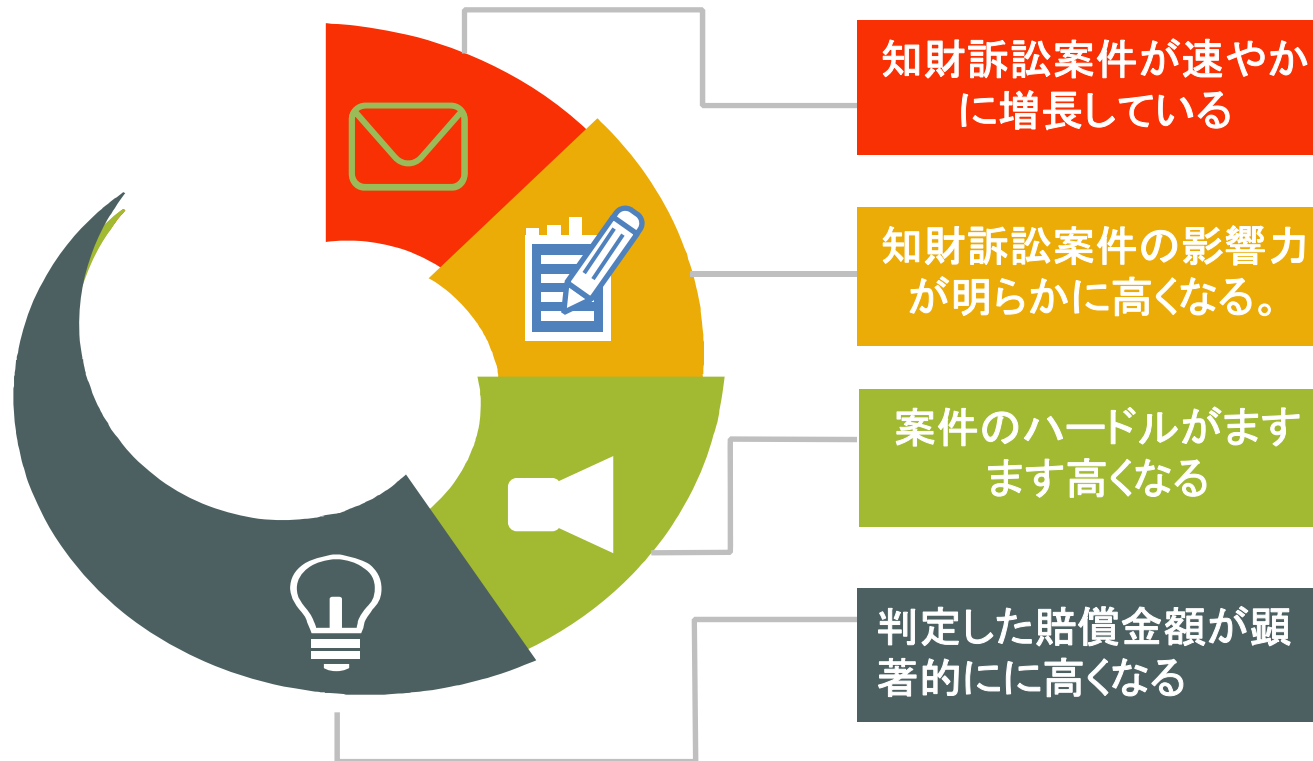 知財訴訟案件が速やか
に増長している
知財訴訟案件の影響力
が明らかに高くなる。
案件のハードルがます
ます高くなる
判定した賠償金額が顕
著的にに高くなる